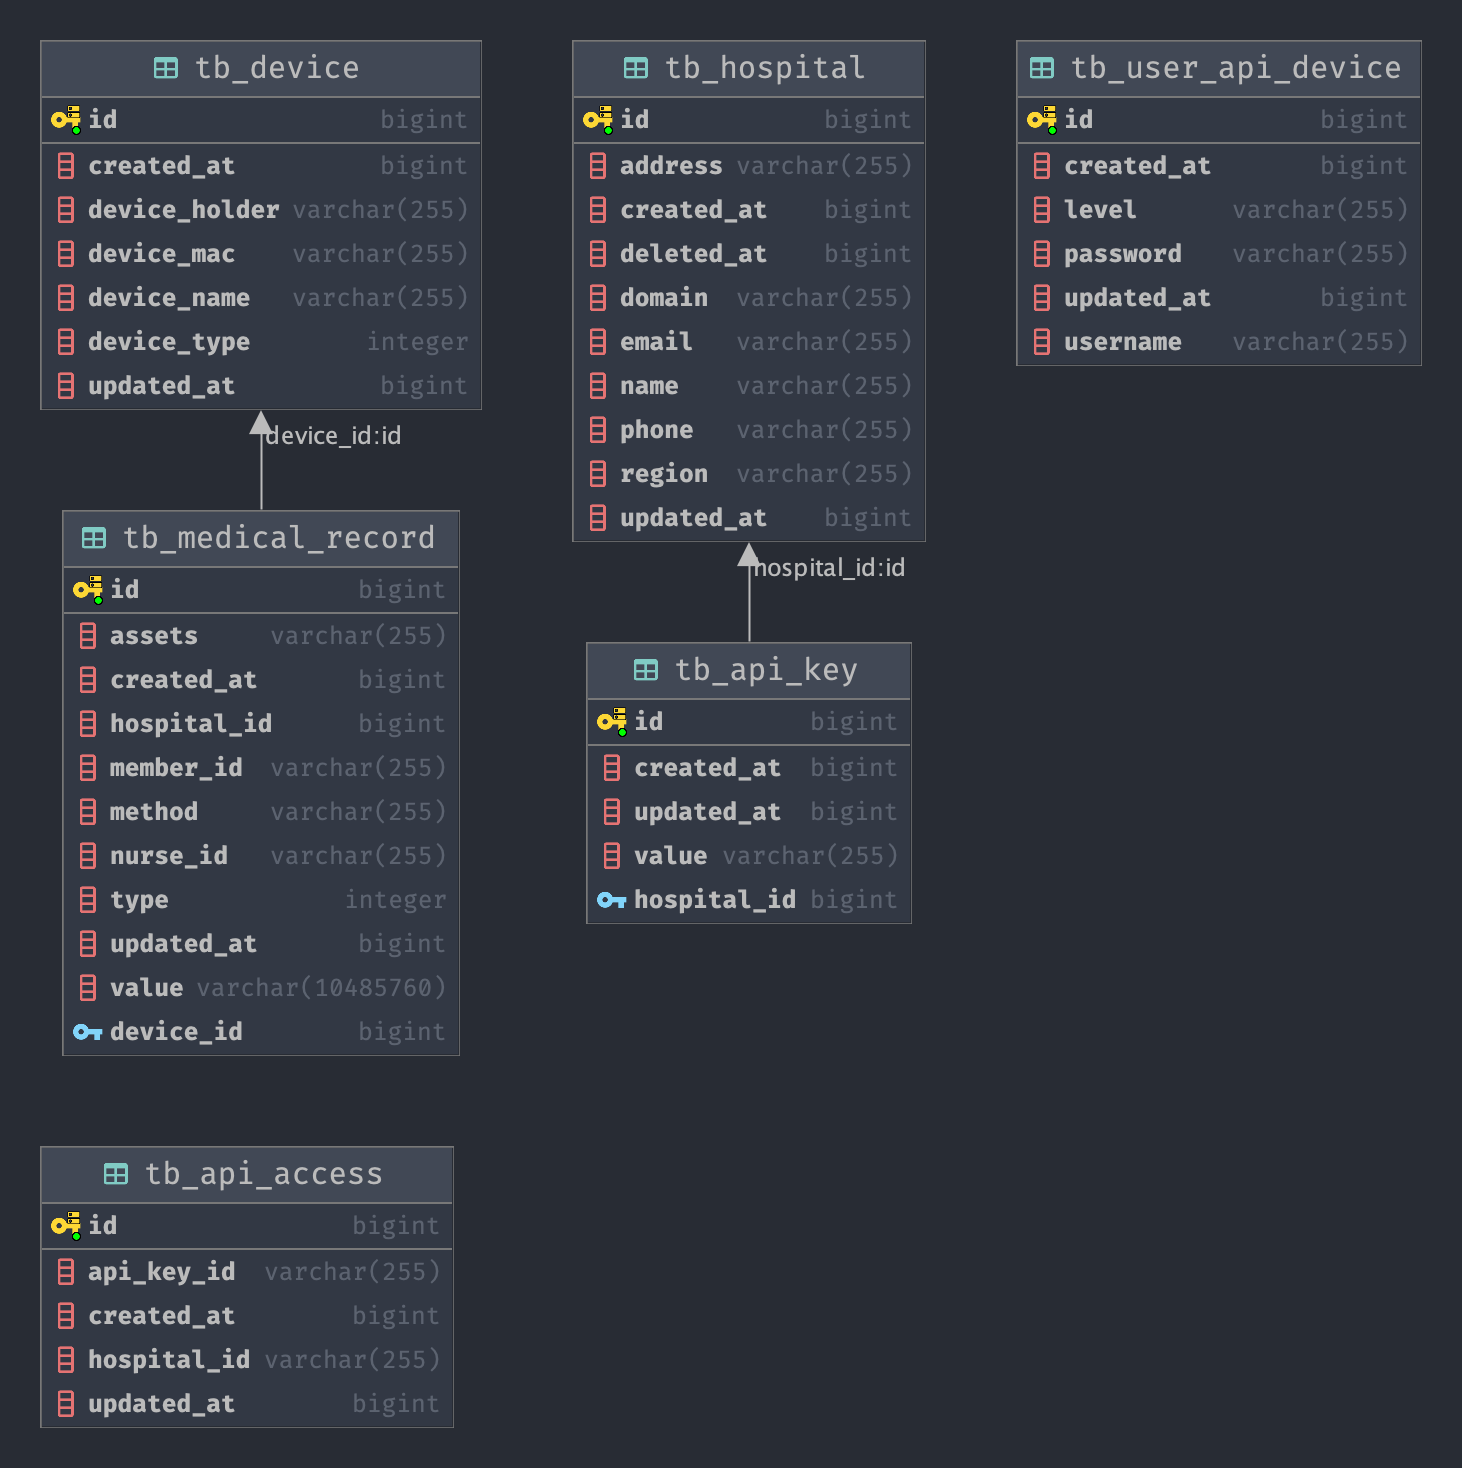 tb_device
id bigint
created_at bigint
device_holder varchar(255)
device_mac varchar(255)
device_name varchar(255)
device_type integer
updated_at bigint
device_id:id
tb_medical_record
id bigint
assets varchar(255)
created_at bigint
hospital_id bigint
member_id varchar(255)
method varchar(255)
nurse_id varchar(255)
type integer
updated_at bigint
value varchar(10485760)
device_id bigint
tb_hospital
id bigint
address varchar(255)
created_at bigint
deleted_at bigint
domain varchar(255)
email varchar(255)
name varchar(255)
phone varchar(255)
region varchar(255)
updated_at bigint
hospital_id:id
tb_api_key
id bigint
created_at bigint
updated_at bigint
value varchar(255)
hospital_id bigint
tb_user_api_device
id bigint
created_at bigint
level varchar(255)
password varchar(255)
updated_at bigint
username varchar(255)
tb_api_access
id bigint
api_key_id varchar(255)
created_at bigint
hospital_id varchar(255)
updated_at bigint